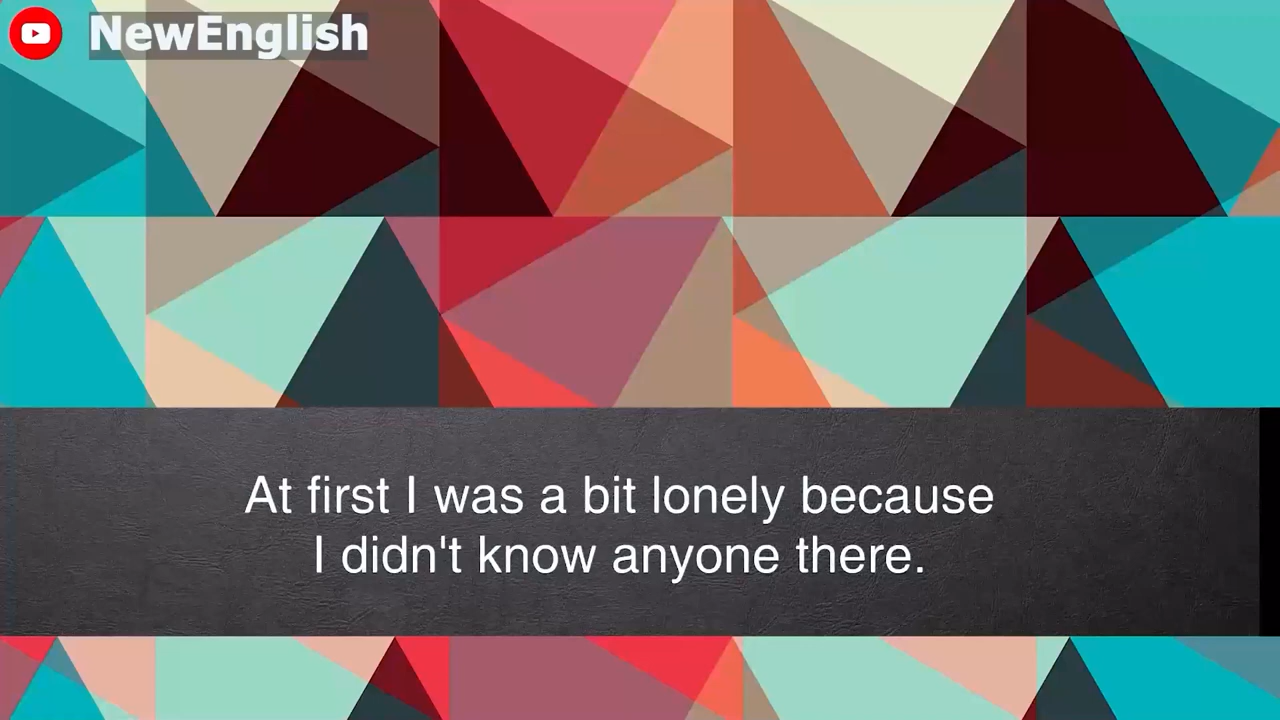 NewEnglish
At first I was a bit lonely because
I didn't know anyone there.